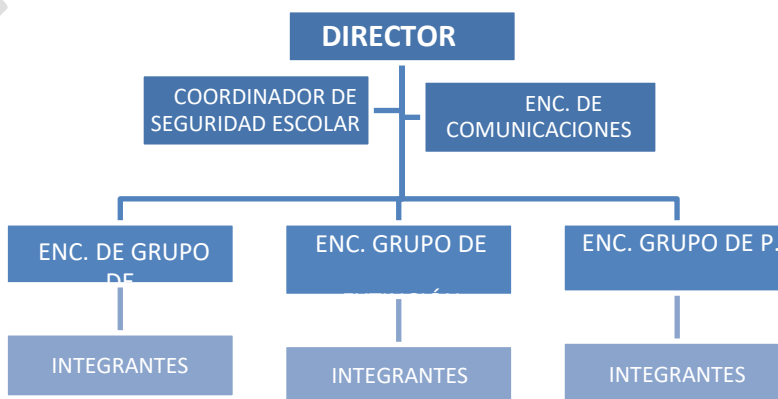 DIRECTOR
COORDINADOR DE
SEGURIDAD ESCOLAR
ENC. DE
COMUNICACIONES
ENC. DE GRUPO
DE
ENC. GRUPO DE
ENC. GRUPO DE P.
INTEGRANTES
INTEGRANTES
INTEGRANTES